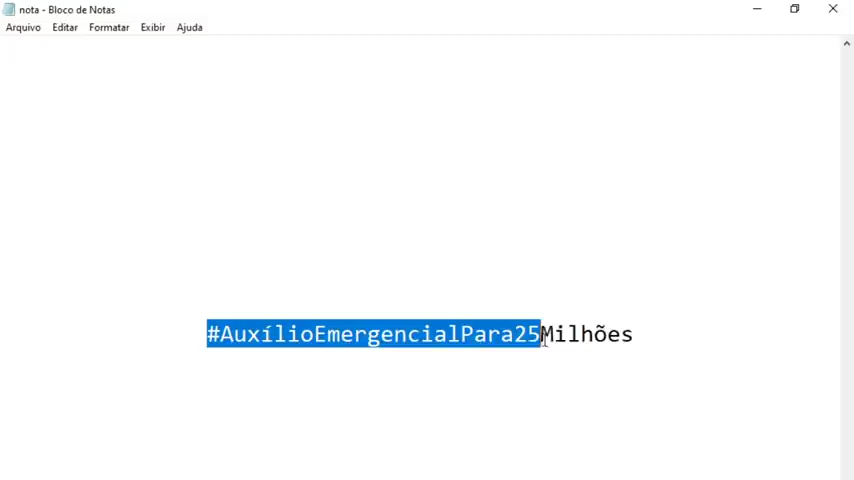 nota - Bloco de Notas
Arquivo Editar Formatar Exibir Ajuda
#AuxílioEmergencialPara25Milhões